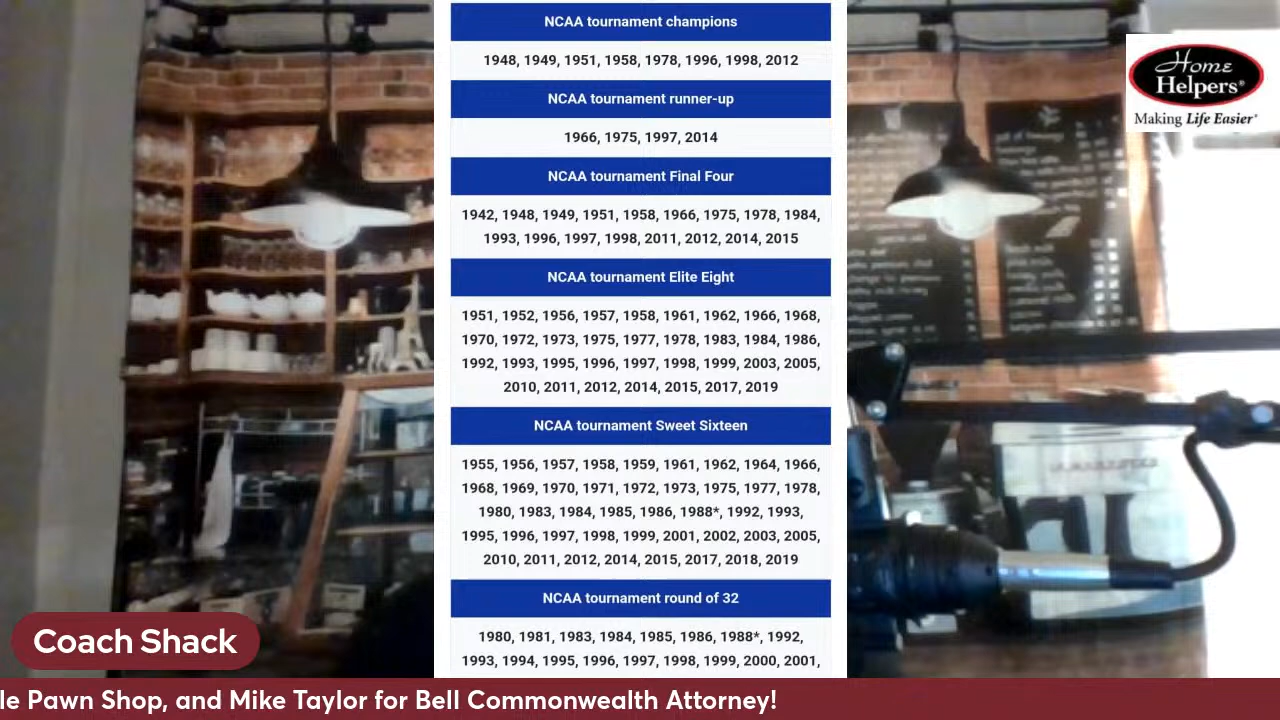 NCAA tournament champions
1948, 1949, 1951, 1958, 1978, 1996, 1998, 2012
NCAA tournament runner-up
1966, 1975, 1997, 2014
NCAA tournament Final Four
1942, 1948, 1949, 1951, 1958, 1966, 1975, 1978, 1984,
1993, 1996, 1997, 1998, 2011, 2012, 2014, 2015
NCAA tournament Elite Eight
1951, 1952, 1956, 1957, 1958, 1961, 1962, 1966, 1968,
1970, 1972, 1973, 1975, 1977, 1978, 1983, 1984, 1986,
1992, 1993, 1995, 1996, 1997, 1998, 1999, 2003, 2005,
2010, 2011, 2012, 2014, 2015, 2017, 2019
NCAA tournament Sweet Sixteen
1955, 1956, 1957, 1958, 1959, 1961, 1962, 1964, 1966,
1968, 1969, 1970, 1971, 1972, 1973, 1975, 1977, 1978,
1980, 1983, 1984, 1985, 1986, 1988*, 1992, 1993,
1995, 1996, 1997, 1998, 1999, 2001, 2002, 2003, 2005,
2010, 2011, 2012, 2014, 2015, 2017, 2018, 2019
NCAA tournament round of 32
1980, 1981, 1983, 1984, 1985, 1986, 1988*, 1992,
1993, 1994, 1995, 1996, 1997, 1998, 1999, 2000, 2001,
Home
Helpers®
Making Life Easier®
Coach Shack
le Pawn Shop, and Mike Taylor for Bell Commonwealth Attorney!